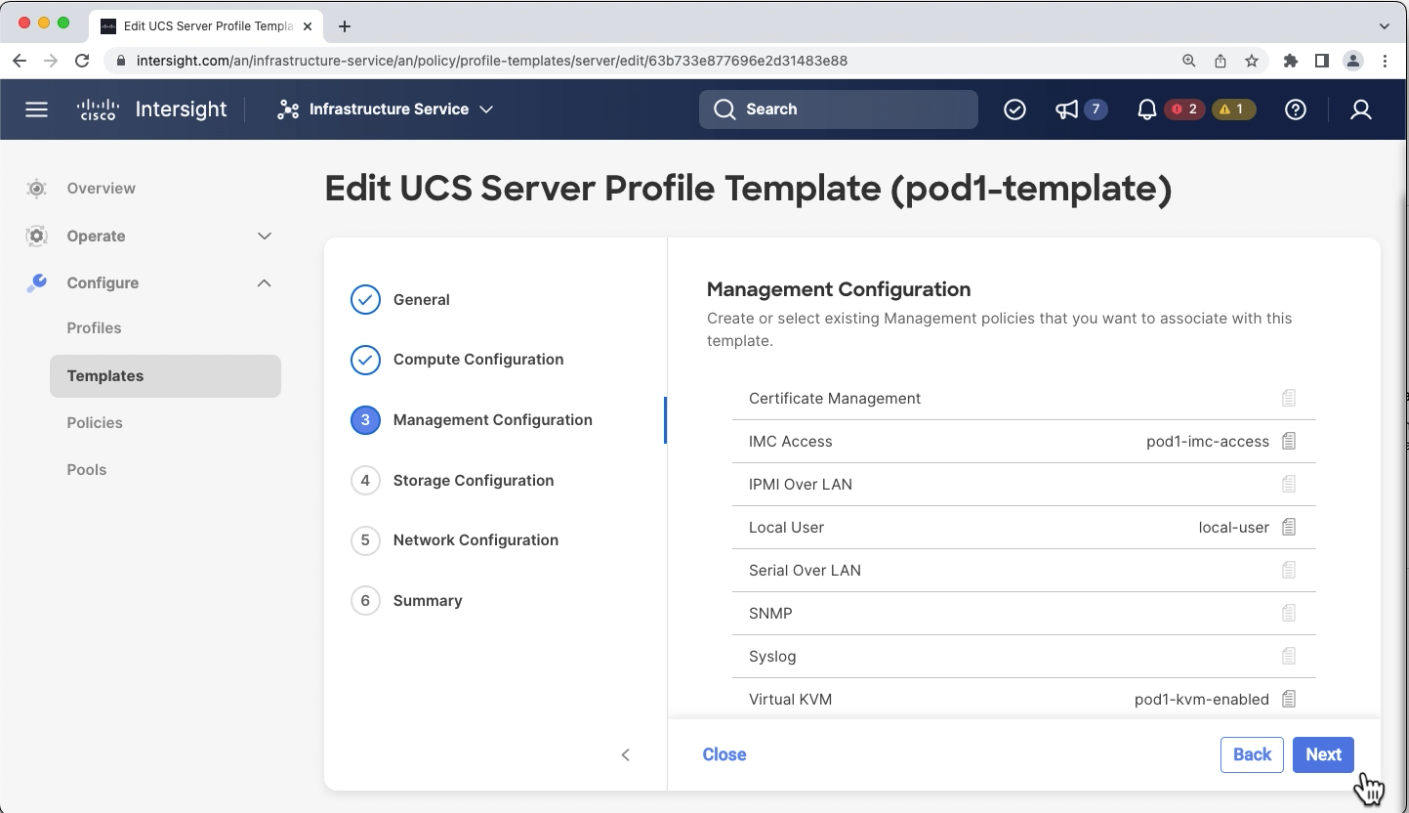 Edit UCS Server Profile Templa
intersight.com/an/infrastructure-service/an/policy/profile-templates/server/edit/63b733e877696e2d31483e88
cisco Intersight Infrastructure Service Search 7 2 1
Overview
Operate
Configure
Profiles
Templates
Policies
Pools
Edit UCS Server Profile Template (pod1-template)
General
Compute Configuration
3 Management Configuration
4 Storage Configuration
5 Network Configuration
6 Summary
Management Configuration
Create or select existing Management policies that you want to associate with this
template.
Certificate Management
IMC Access pod1-imc-access
IPMI Over LAN
Local User local-user
Serial Over LAN
SNMP
Syslog
Virtual KVM pod1-kvm-enabled
Close Back Next